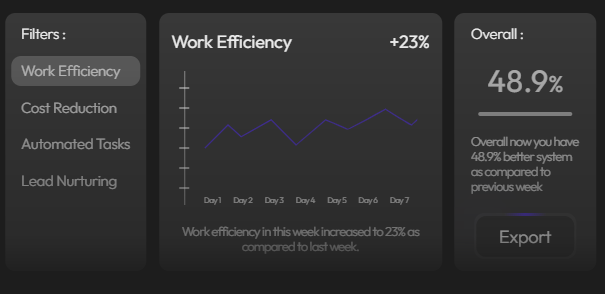 Filters :
Work Efficiency
Cost Reduction
Automated Tasks
Lead Nurturing
Work Efficiency
+23%
Day 1 Day 2 Day 3 Day 4 Day 5 Day 6 Day 7
Work efficiency in this week increased to 23% as
compared to last week.
Overall :
48.9%
Overall now you have
48.9% better system
as compared to
previous week
Export